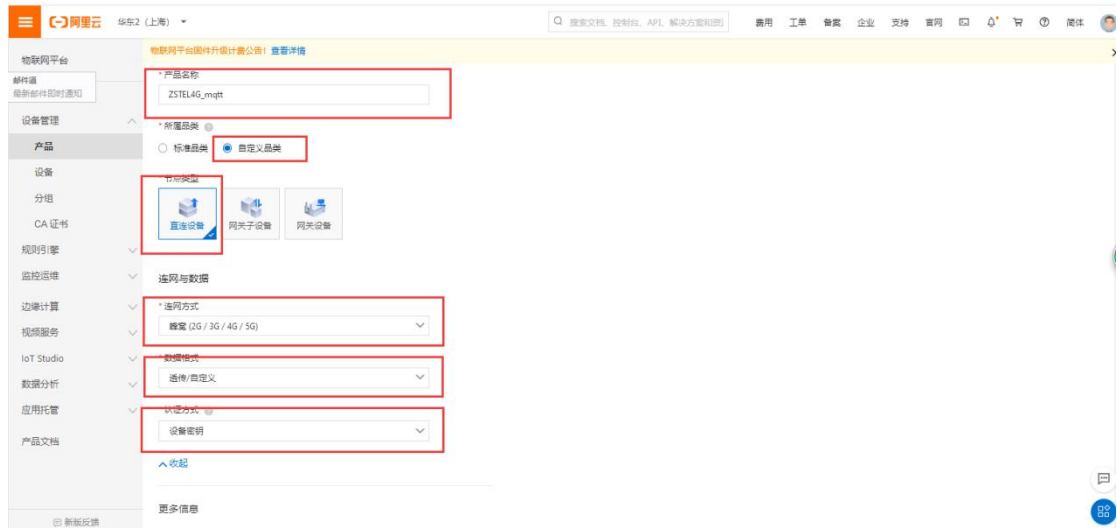 阿里云 华东2（上海） 搜索文档、控制台、API、解决方案和资 费用 工单 备案 企业 支持 官网 简体
物联网平台
物联网平台固件升级计费公告！查看详情
邮件通
最新邮件即时通知
* 产品名称
ZSTEL4G_mqtt
设备管理
* 所属品类
产品
标准品类 自定义品类
设备
节点类型
分组
直连设备 网关子设备 网关设备
CA 证书
规则引擎
监控运维
连网与数据
边缘计算
* 连网方式
蜂窝 (2G / 3G / 4G / 5G)
视频服务
IoT Studio
* 数据格式
透传/自定义
数据分析
应用托管
认证方式
设备密钥
产品文档
收起
更多信息
新版反馈